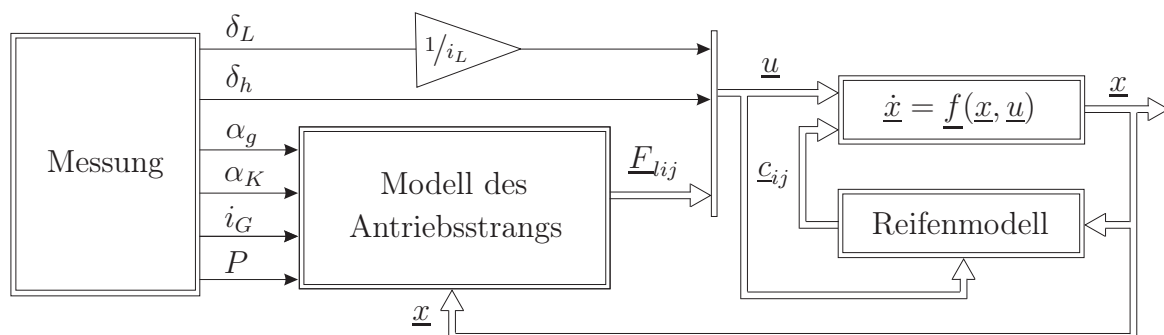 Messung
δ_L
δ_h
α_g
α_K
i_G
P
1/i_L
Modell des
Antriebsstrangs
F_lij
u
ẋ = f(x, u)
c_ij
Reifenmodell
x
x